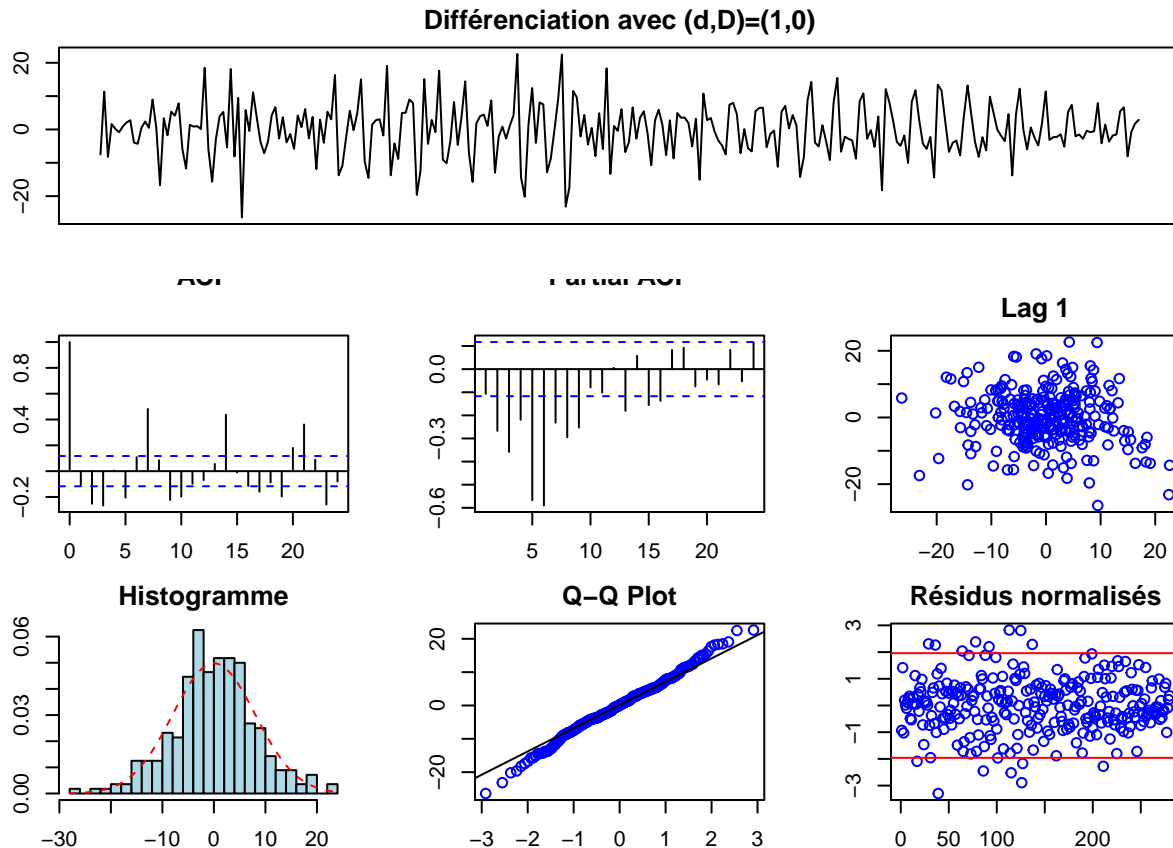 Différenciation avec (d,D)=(1,0)
20
0
−20
ACF
Partial ACF
Lag 1
0.8
0.4
−0.2
0 5 10 15 20
0.0
−0.3
−0.6
5 10 15 20
20
0
−20
−20 −10 0 10 20
Histogramme
Q−Q Plot
Résidus normalisés
0.06
0.03
0.00
−30 −10 0 10 20
20
0
−20
−3 −2 −1 0 1 2 3
3
1
−1
−3
0 50 100 200